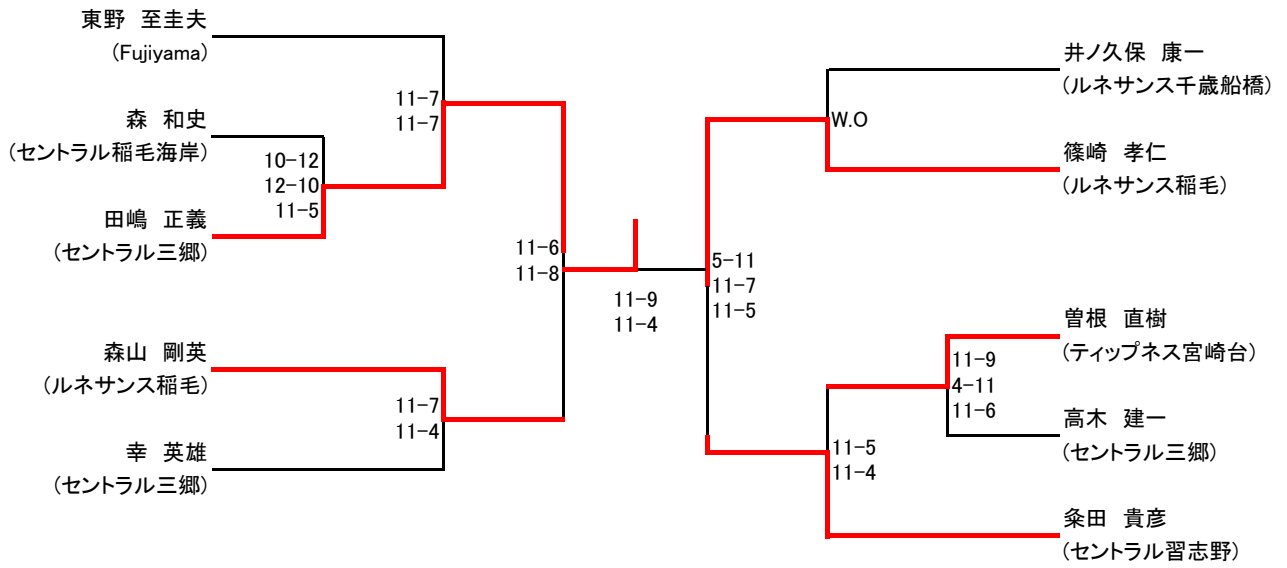 東野 至圭夫
(Fujiyama)
森 和史
(セントラル稲毛海岸)
田嶋 正義
(セントラル三郷)
森山 剛英
(ルネサンス稲毛)
幸 英雄
(セントラル三郷)
11-7
11-7
10-12
12-10
11-5
11-6
11-8
11-7
11-4
11-9
11-4
5-11
11-7
11-5
W.O
11-9
4-11
11-6
11-5
11-4
井ノ久保 康一
(ルネサンス千歳船橋)
篠崎 孝仁
(ルネサンス稲毛)
曽根 直樹
(ティップネス宮崎台)
高木 建一
(セントラル三郷)
粂田 貴彦
(セントラル習志野)